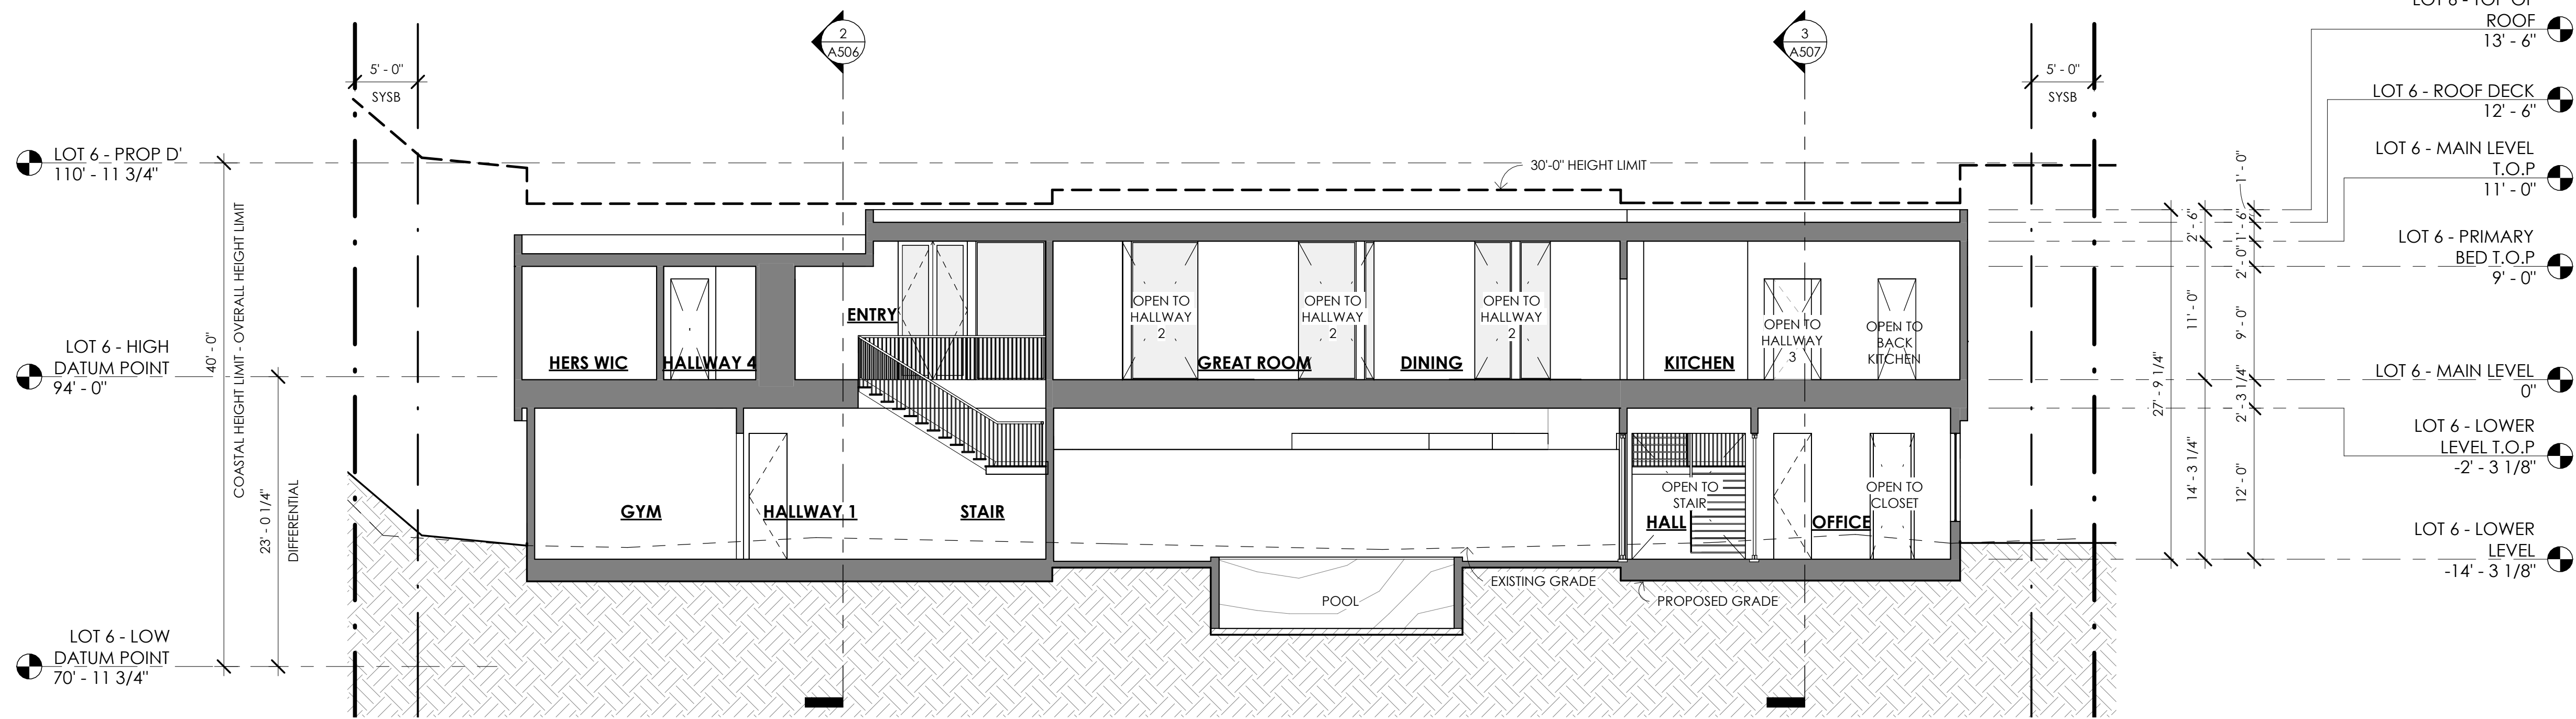 LOT 6 - TOP OF
ROOF
13' - 6"
2
A506
3
A507
5' - 0"
SYSB
5' - 0"
SYSB
LOT 6 - ROOF DECK
12' - 6"
LOT 6 - PROP D'
110' - 11 3/4"
30'-0" HEIGHT LIMIT
LOT 6 - MAIN LEVEL
T.O.P
11' - 0"
LOT 6 - PRIMARY
BED T.O.P
9' - 0"
LOT 6 - HIGH
DATUM POINT
94' - 0"
40' - 0"
COASTAL HEIGHT LIMIT - OVERALL HEIGHT LIMIT
23' - 0 1/4"
DIFFERENTIAL
HERS WIC
HALLWAY 4
ENTRY
OPEN TO
HALLWAY
2
GREAT ROOM
OPEN TO
HALLWAY
2
DINING
OPEN TO
HALLWAY
2
KITCHEN
OPEN TO
HALLWAY
3
OPEN TO
BACK
KITCHEN
27' - 9 1/4"
2' - 6"
11' - 0"
14' - 3 1/4"
1' - 0"
1' - 6"
2' - 0"
9' - 0"
2' - 3 1/4"
12' - 0"
LOT 6 - MAIN LEVEL
0"
LOT 6 - LOWER
LEVEL T.O.P
-2' - 3 1/8"
GYM
HALLWAY 1
STAIR
OPEN TO
STAIR
HALL
OFFICE
OPEN TO
CLOSET
LOT 6 - LOWER
LEVEL
-14' - 3 1/8"
EXISTING GRADE
POOL
PROPOSED GRADE
LOT 6 - LOW
DATUM POINT
70' - 11 3/4"